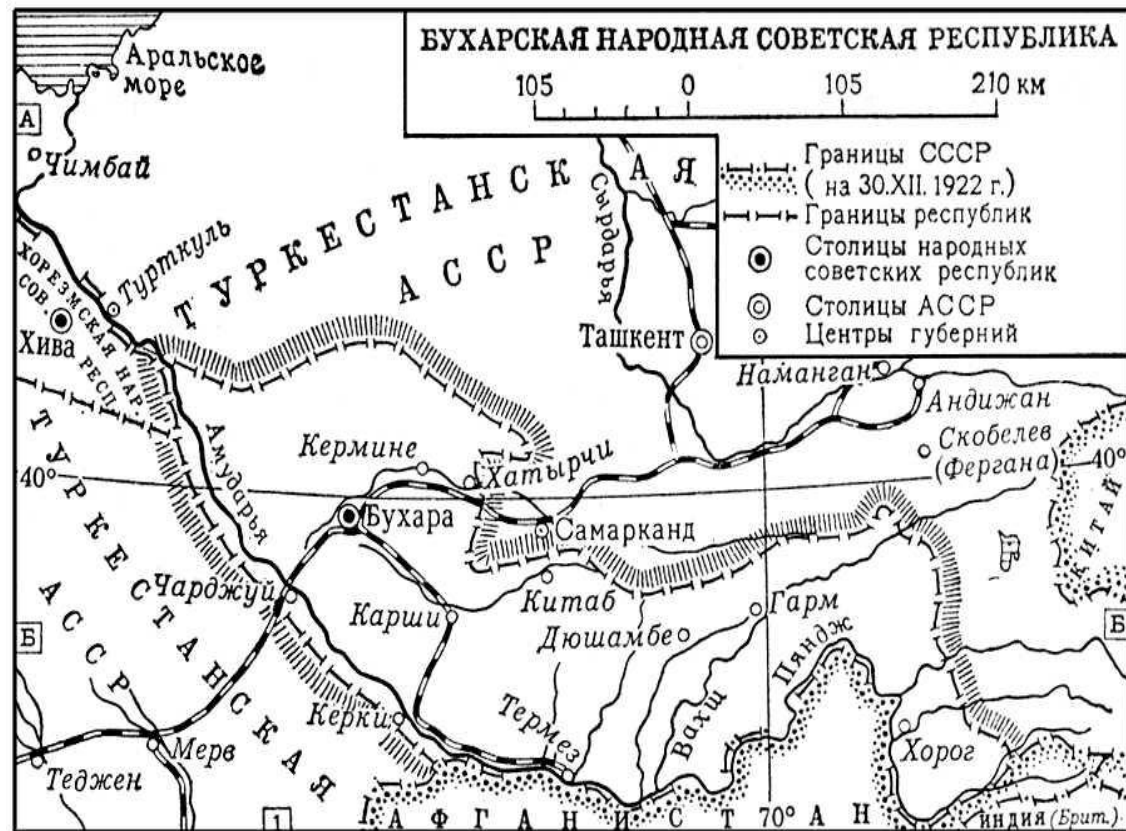 БУХАРСКАЯ НАРОДНАЯ СОВЕТСКАЯ РЕСПУБЛИКА
105 0 105 210 км
Границы СССР
(на 30.XII. 1922 г.)
Границы республик
Столицы народных
советских республик
Столицы АССР
Центры губерний
Аральское
море
А
Чимбай
ТУРКЕСТАНСКАЯ
АССР
Сырдарья
Турткуль
ХОРЕЗМСКАЯ НАР.
СОВ. РЕСП.
Хива
Ташкент
Наманган
Андижан
Скобелев
(Фергана)
40°
40°
КИТАЙ
Амударья
Кермине
Хатырчи
Бухара
Самарканд
ТУРКЕСТАНСКАЯ
АССР
Чарджуй
Карши
Китаб
Дюшамбе
Гарм
Пяндж
Вахш
Б
Б
Керки
Термез
Хорог
Мерв
Теджен
1
АФГАНИСТАН
70°
ИНДИЯ (Брит.)